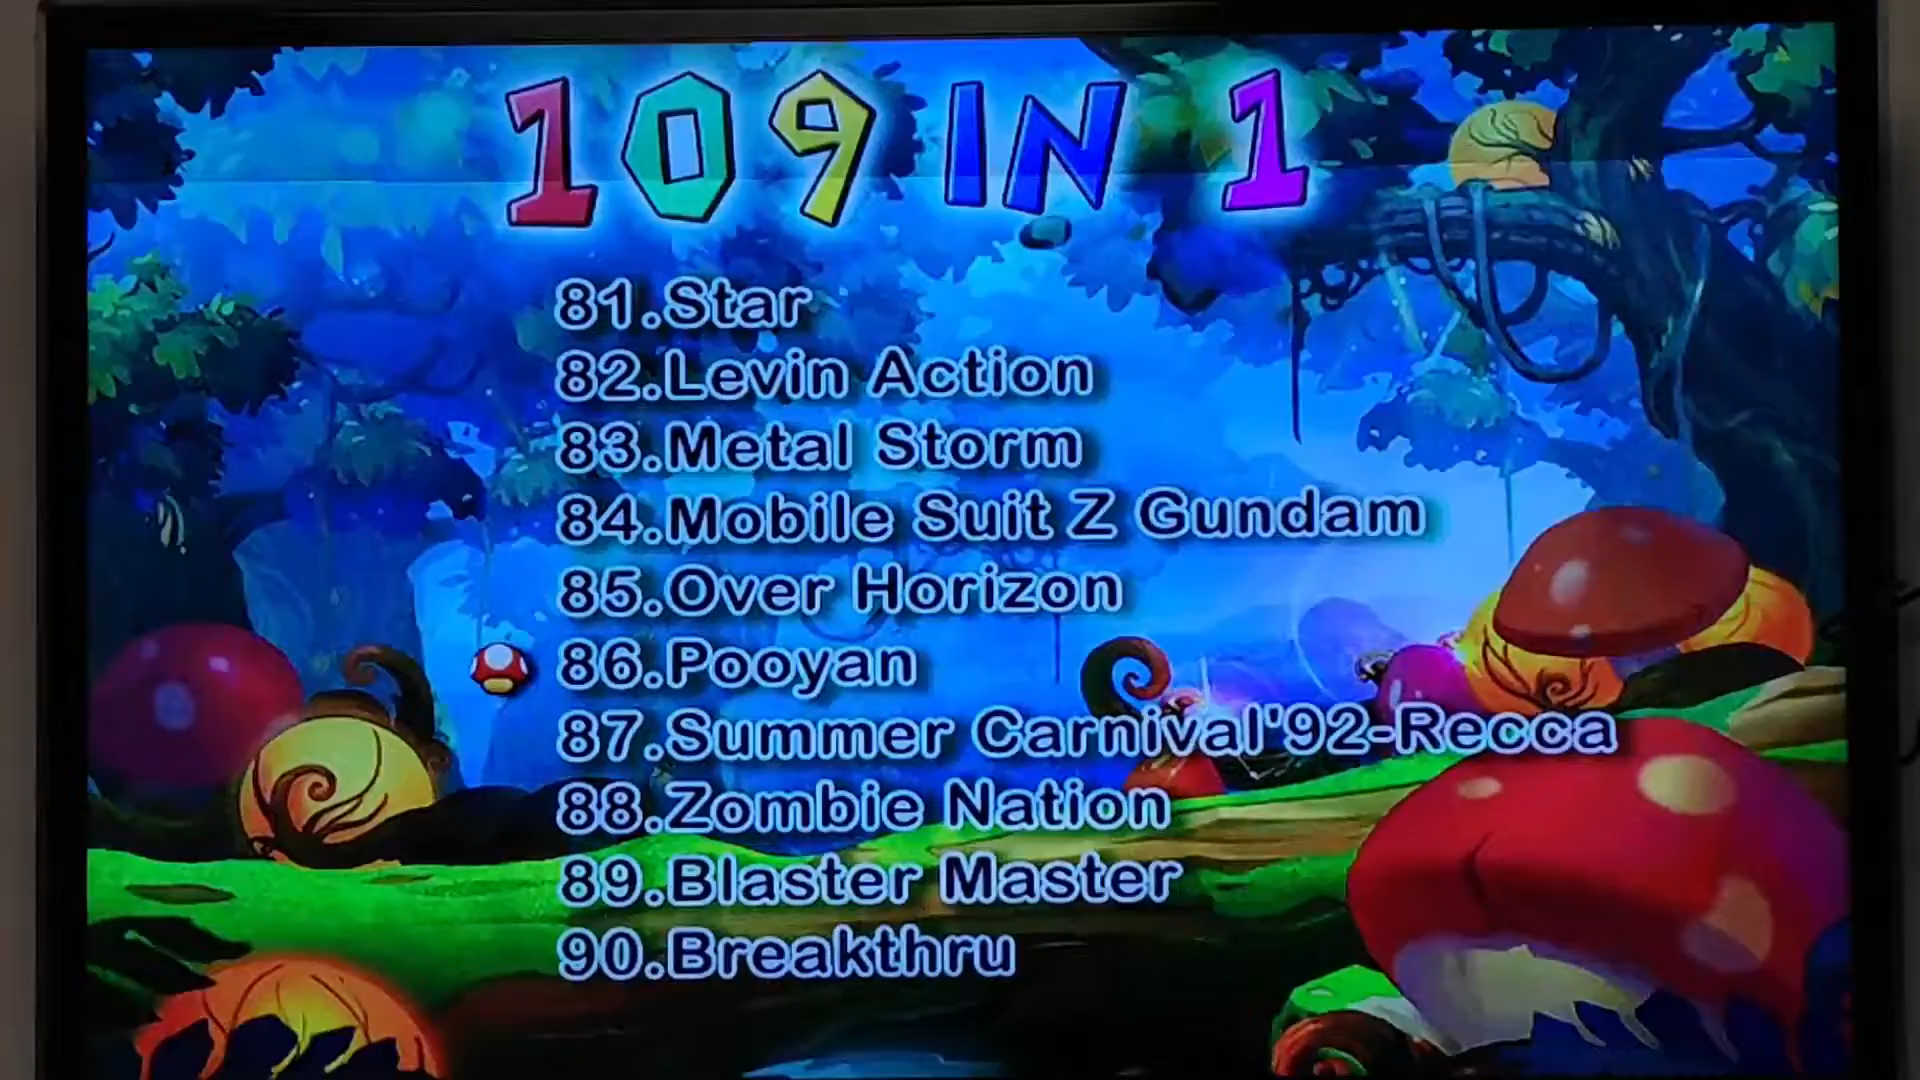 109 IN 1
81.Star
82.Levin Action
83.Metal Storm
84.Mobile Suit Z Gundam
85.Over Horizon
86.Pooyan
87.Summer Carnival'92-Recca
88.Zombie Nation
89.Blaster Master
90.Breakthru